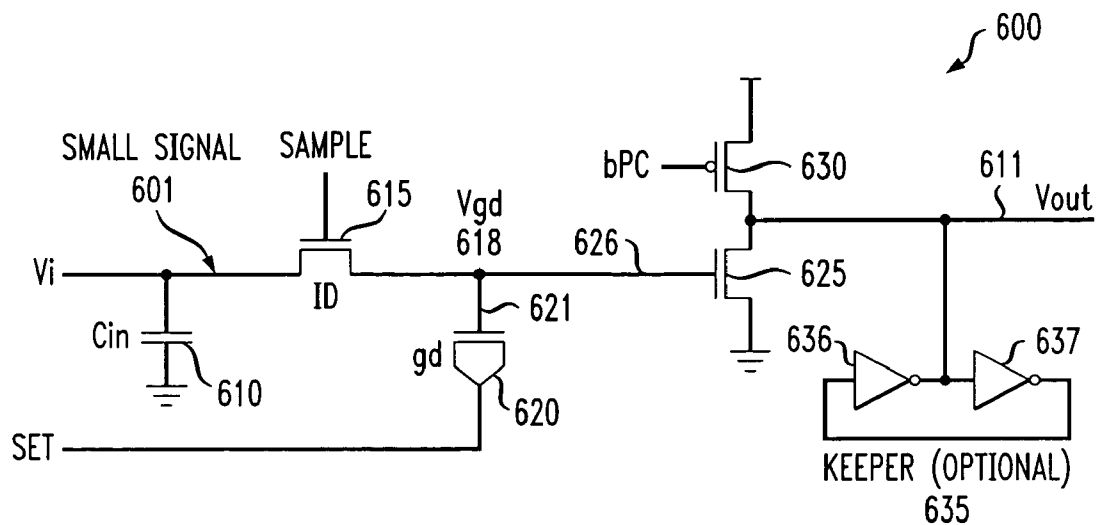 600
SMALL SIGNAL
601
SAMPLE
615
Vgd
618
bPC
630
611
Vout
Vi
ID
626
625
Cin
610
621
gd
620
636
637
SET
KEEPER (OPTIONAL)
635